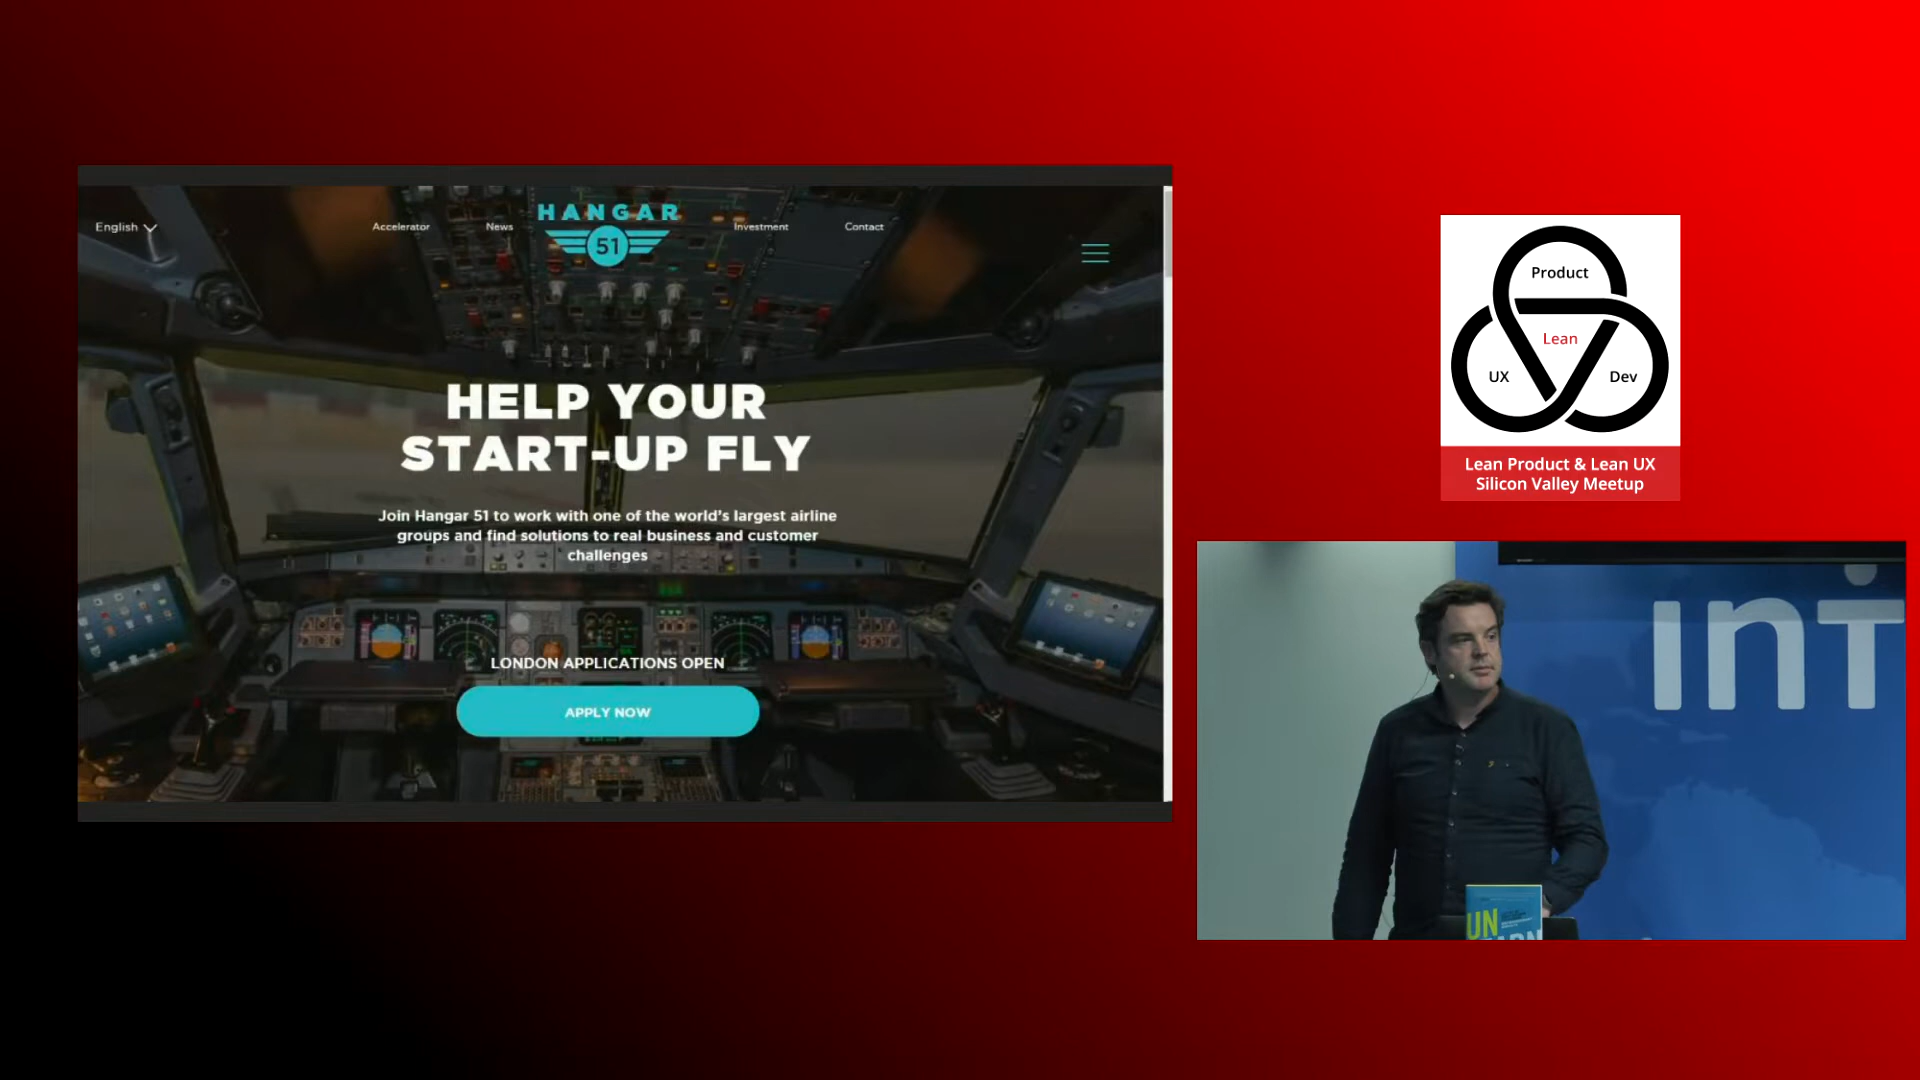 English
Accelerator
News
HANGAR
51
Investment
Contact
HELP YOUR
START-UP FLY
Join Hangar 51 to work with one of the world's largest airline
groups and find solutions to real business and customer
challenges
LONDON APPLICATIONS OPEN
APPLY NOW
Product
Lean
UX
Dev
Lean Product & Lean UX
Silicon Valley Meetup
INT
UN